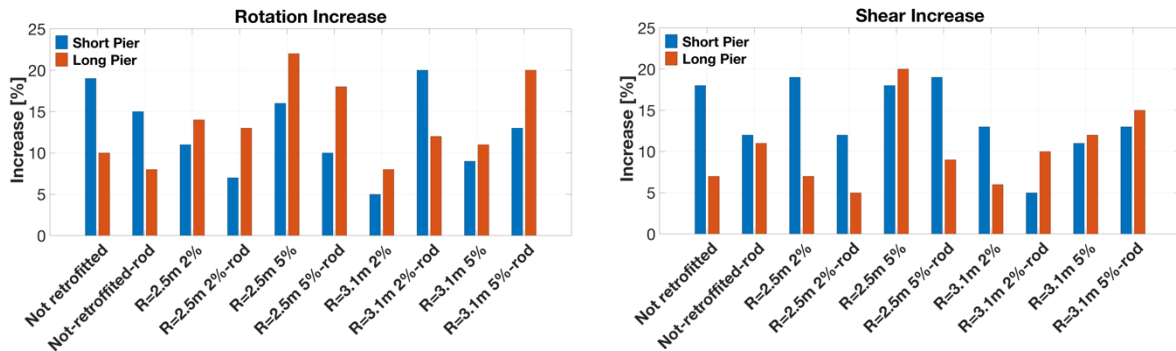 Rotation Increase
25
20
15
10
5
0
Increase [%]
Short Pier
Long Pier
Not retrofitted
Not-retroffited-rod
R=2.5m 2%
R=2.5m 2%-rod
R=2.5m 5%
R=2.5m 5%-rod
R=3.1m 2%
R=3.1m 2%-rod
R=3.1m 5%
R=3.1m 5%-rod
Shear Increase
25
20
15
10
5
0
Increase [%]
Short Pier
Long Pier
Not retrofitted
Not-retroffited-rod
R=2.5m 2%
R=2.5m 2%-rod
R=2.5m 5%
R=2.5m 5%-rod
R=3.1m 2%
R=3.1m 2%-rod
R=3.1m 5%
R=3.1m 5%-rod